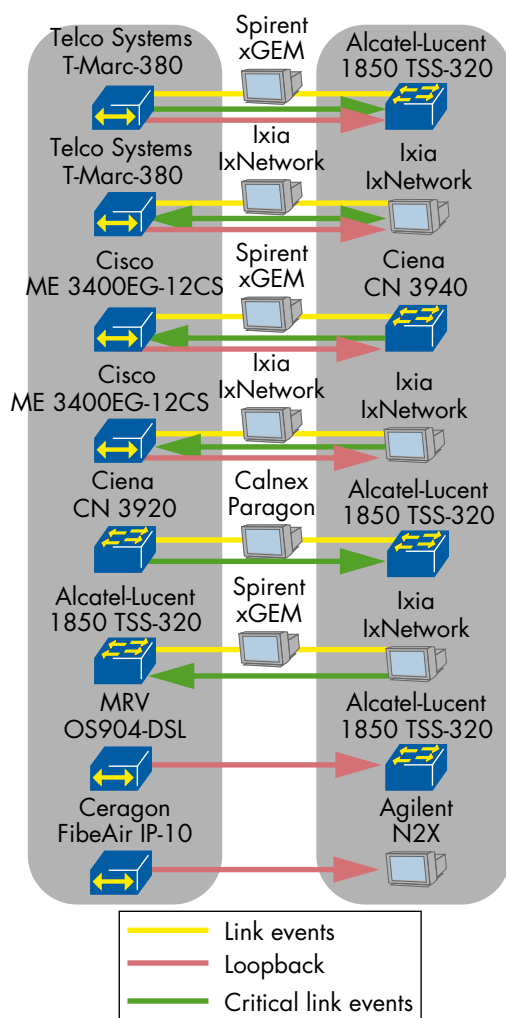 Telco Systems
T-Marc-380
Spirent
xGEM
Alcatel-Lucent
1850 TSS-320
Telco Systems
T-Marc-380
Ixia
IxNetwork
Ixia
IxNetwork
Cisco
ME 3400EG-12CS
Spirent
xGEM
Ciena
CN 3940
Cisco
ME 3400EG-12CS
Ixia
IxNetwork
Ixia
IxNetwork
Ciena
CN 3920
Calnex
Paragon
Alcatel-Lucent
1850 TSS-320
Alcatel-Lucent
1850 TSS-320
Spirent
xGEM
Ixia
IxNetwork
MRV
OS904-DSL
Alcatel-Lucent
1850 TSS-320
Ceragon
FibeAir IP-10
Agilent
N2X
Link events
Loopback
Critical link events